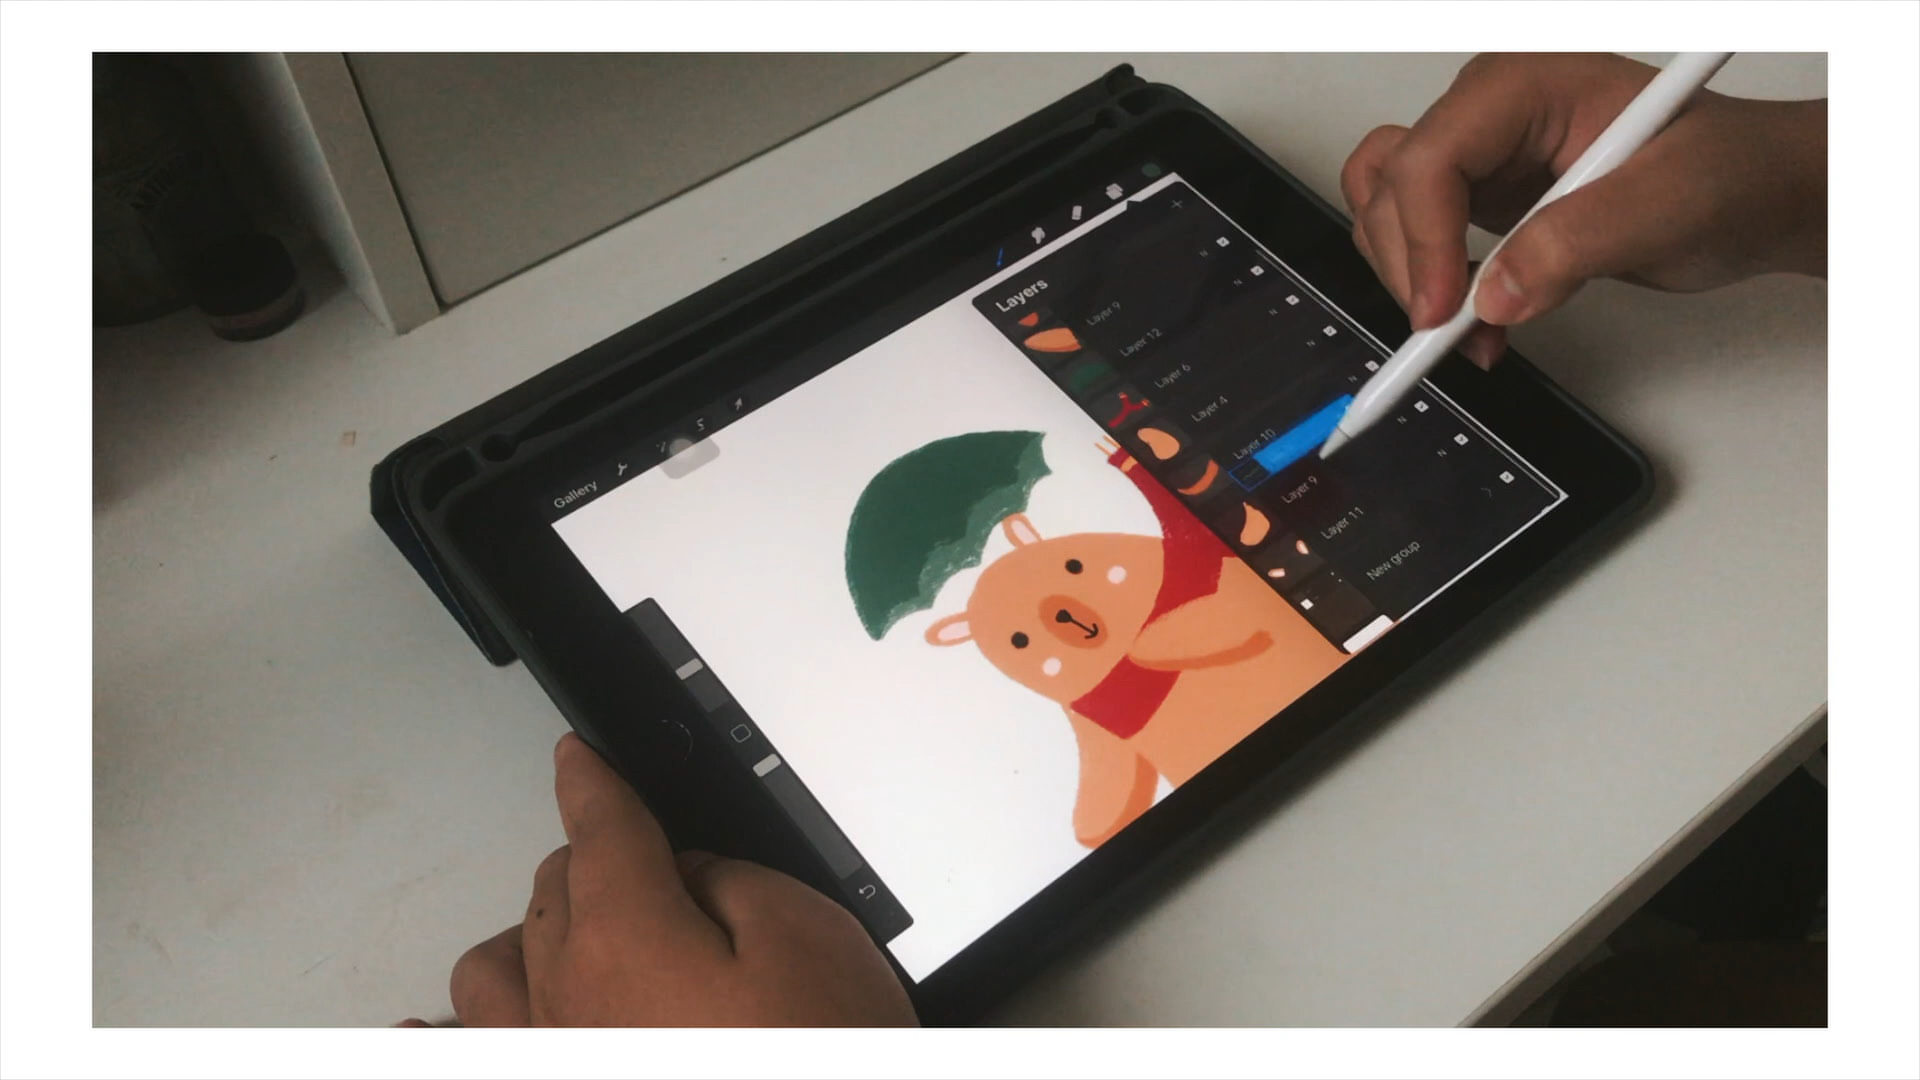 Gallery
Layers
Layer 9
Layer 12
N
Layer 6
N
Layer 4
N
Layer 10
N
Layer 9
N
Layer 11
N
New group
N